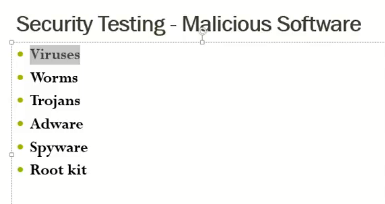 Security Testing - Malicious Software
Viruses
Worms
Trojans
Adware
Spyware
Root kit